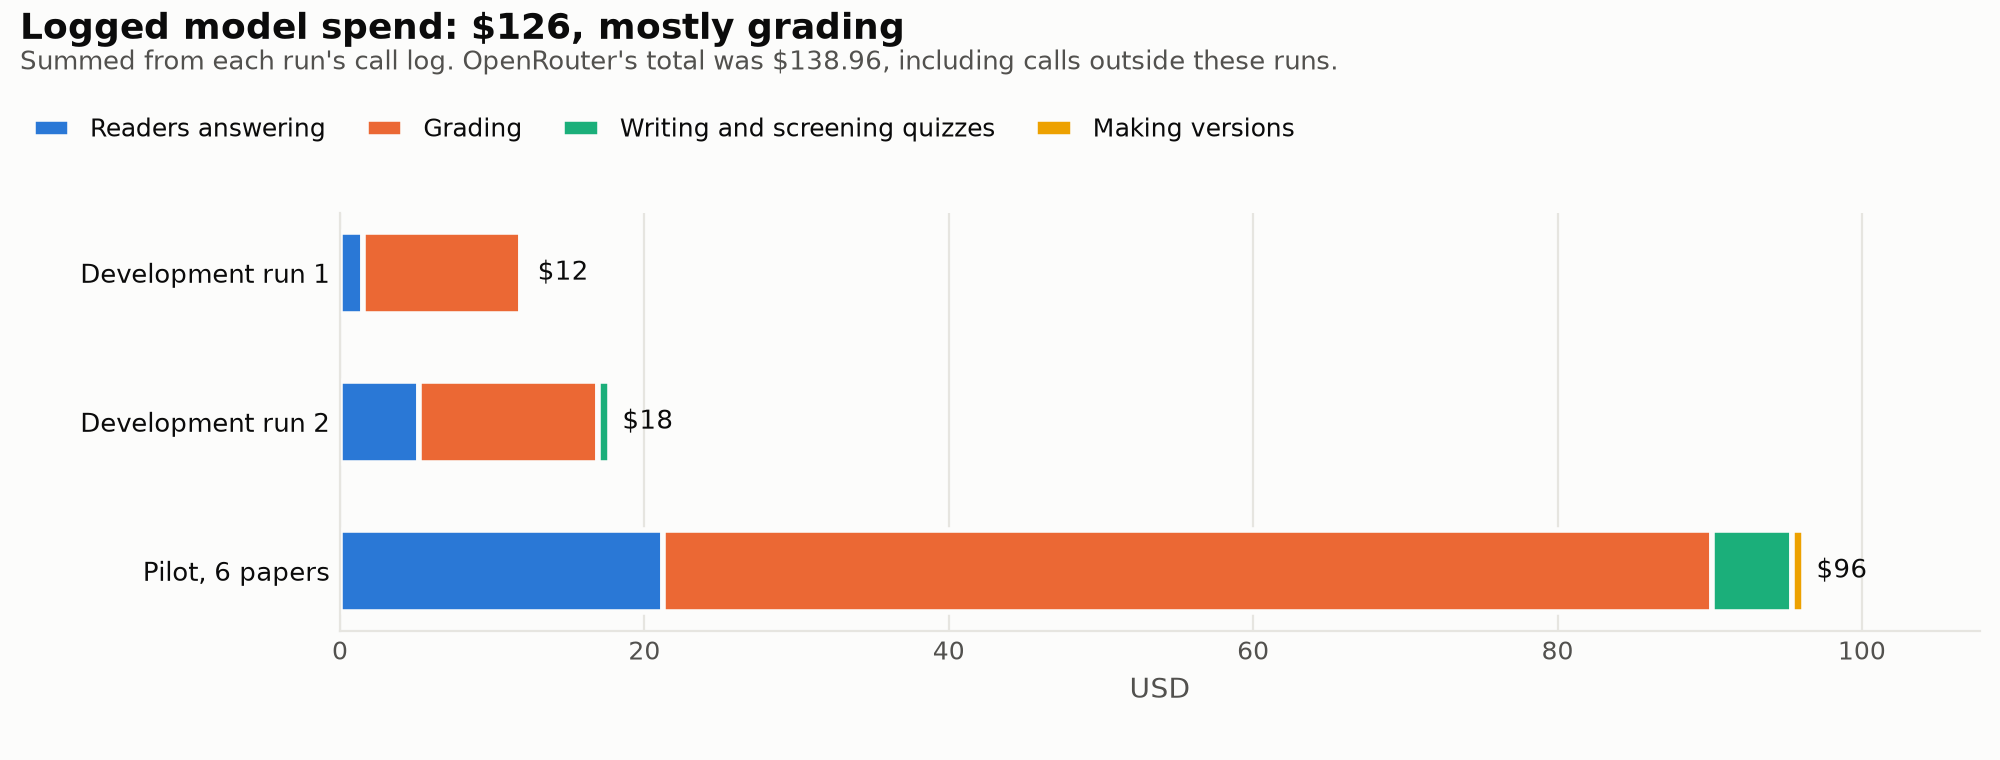 Logged model spend: $126, mostly grading
Summed from each run's call log. OpenRouter's total was $138.96, including calls outside these runs.
Readers answering Grading Writing and screening quizzes Making versions
Development run 1 $12
Development run 2 $18
Pilot, 6 papers $96
0 20 40 60 80 100
USD